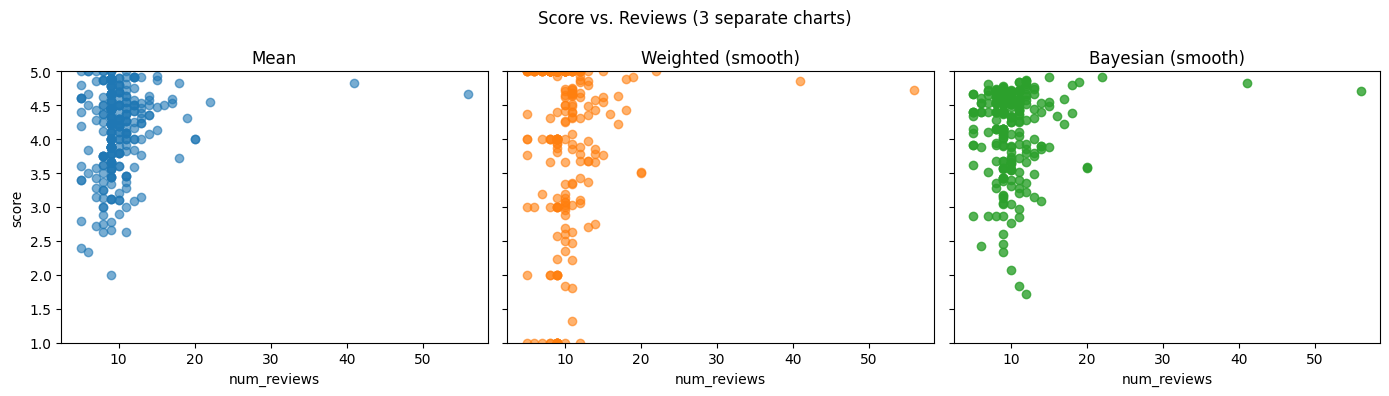 Score vs. Reviews (3 separate charts)
Mean
Weighted (smooth)
Bayesian (smooth)
score
5.0
4.5
4.0
3.5
3.0
2.5
2.0
1.5
1.0
10 20 30 40 50
10 20 30 40 50
10 20 30 40 50
num_reviews
num_reviews
num_reviews